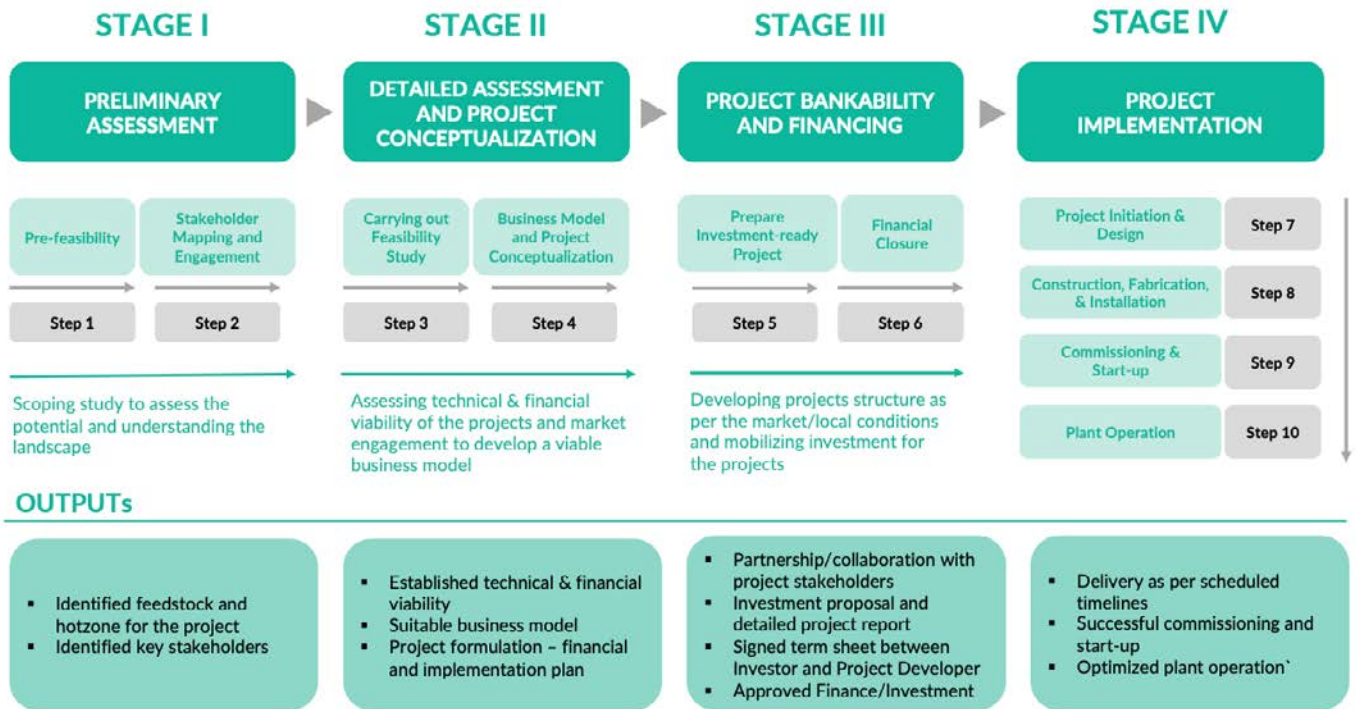 STAGE I
STAGE II
STAGE III
STAGE IV
PRELIMINARY
ASSESSMENT
DETAILED ASSESSMENT
AND PROJECT
CONCEPTUALIZATION
PROJECT BANKABILITY
AND FINANCING
PROJECT
IMPLEMENTATION
Pre-feasibility
Stakeholder
Mapping and
Engagement
Step 1
Step 2
Scoping study to assess the
potential and understanding the
landscape
Carrying out
Feasibility
Study
Business Model
and Project
Conceptualization
Step 3
Step 4
Assessing technical & financial
viability of the projects and market
engagement to develop a viable
business model
Prepare
Investment-ready
Project
Financial
Closure
Step 5
Step 6
Developing projects structure as
per the market/local conditions
and mobilizing investment for
the projects
Project Initiation &
Design
Step 7
Construction, Fabrication,
& Installation
Step 8
Commissioning &
Start-up
Step 9
Plant Operation
Step 10
OUTPUTs
▪ Identified feedstock and
hotzone for the project
▪ Identified key stakeholders
▪ Established technical & financial
viability
▪ Suitable business model
▪ Project formulation – financial
and implementation plan
▪ Partnership/collaboration with
project stakeholders
▪ Investment proposal and
detailed project report
▪ Signed term sheet between
Investor and Project Developer
▪ Approved Finance/Investment
▪ Delivery as per scheduled
timelines
▪ Successful commissioning and
start-up
▪ Optimized plant operation`